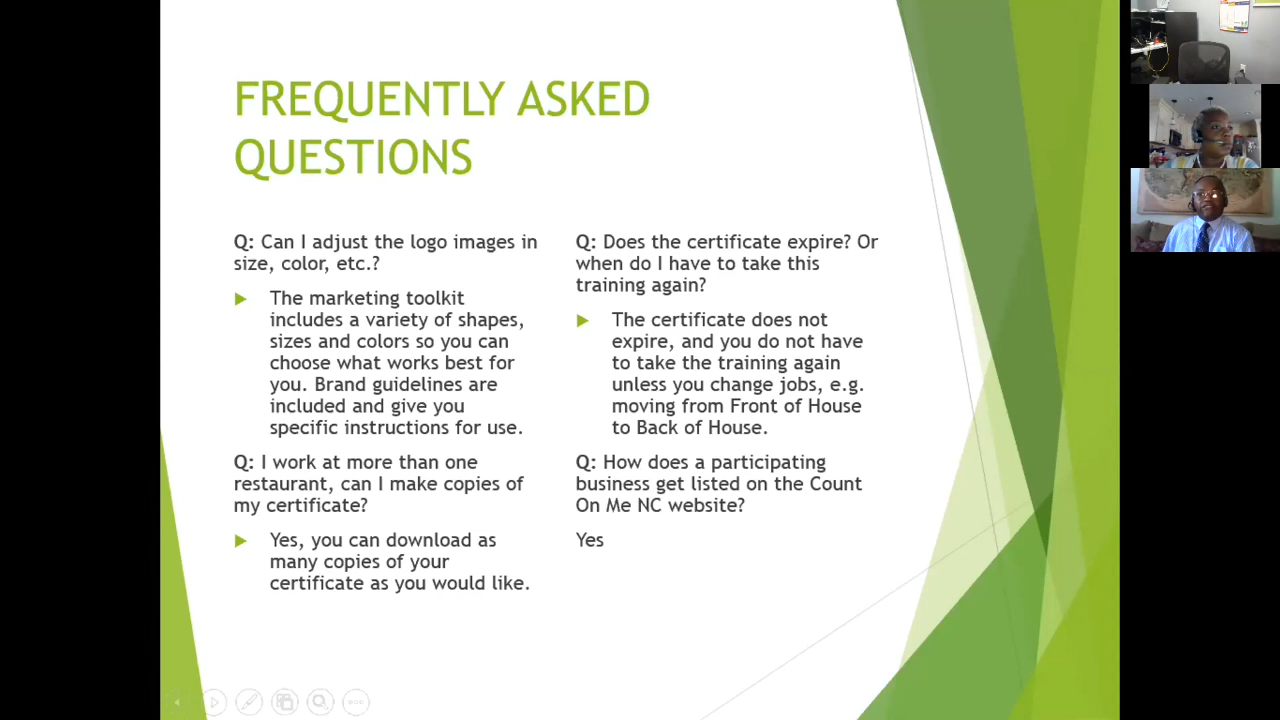 FREQUENTLY ASKED
QUESTIONS
Q: Can I adjust the logo images in
size, color, etc.?
The marketing toolkit
includes a variety of shapes,
sizes and colors so you can
choose what works best for
you. Brand guidelines are
included and give you
specific instructions for use.
Q: I work at more than one
restaurant, can I make copies of
my certificate?
Yes, you can download as
many copies of your
certificate as you would like.
Q: Does the certificate expire? Or
when do I have to take this
training again?
The certificate does not
expire, and you do not have
to take the training again
unless you change jobs, e.g.
moving from Front of House
to Back of House.
Q: How does a participating
business get listed on the Count
On Me NC website?
Yes